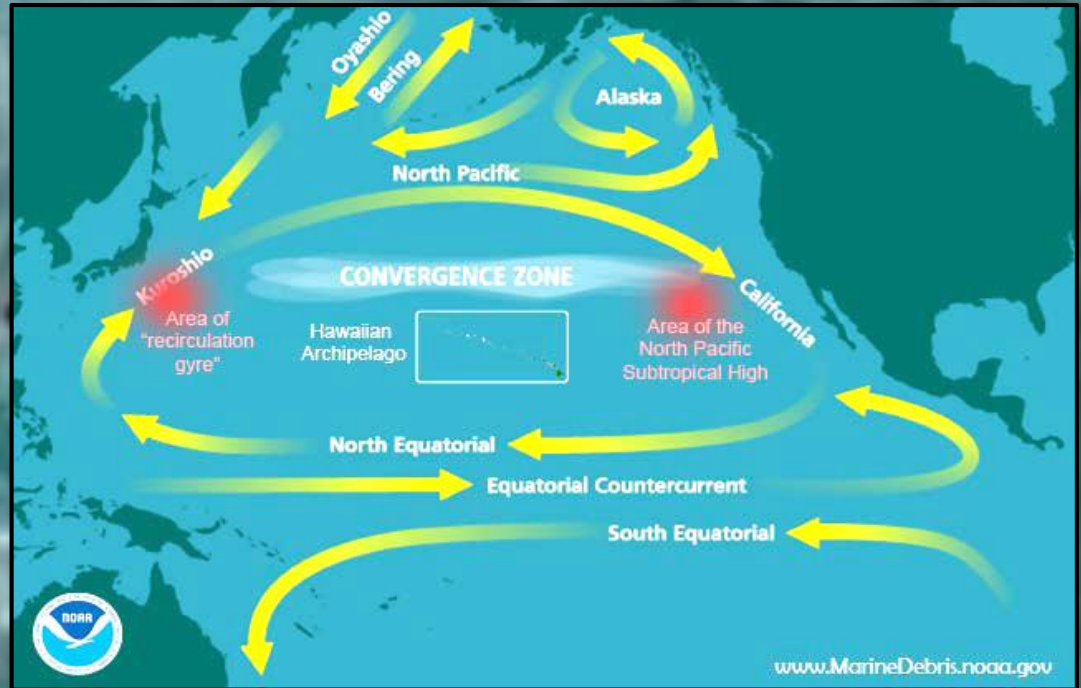 Oyashio
Bering
Alaska
North Pacific
Kuroshio
CONVERGENCE ZONE
California
Area of
“recirculation
gyre”
Hawaiian
Archipelago
Area of the
North Pacific
Subtropical High
North Equatorial
Equatorial Countercurrent
South Equatorial
NOAA
www.MarineDebris.noaa.gov